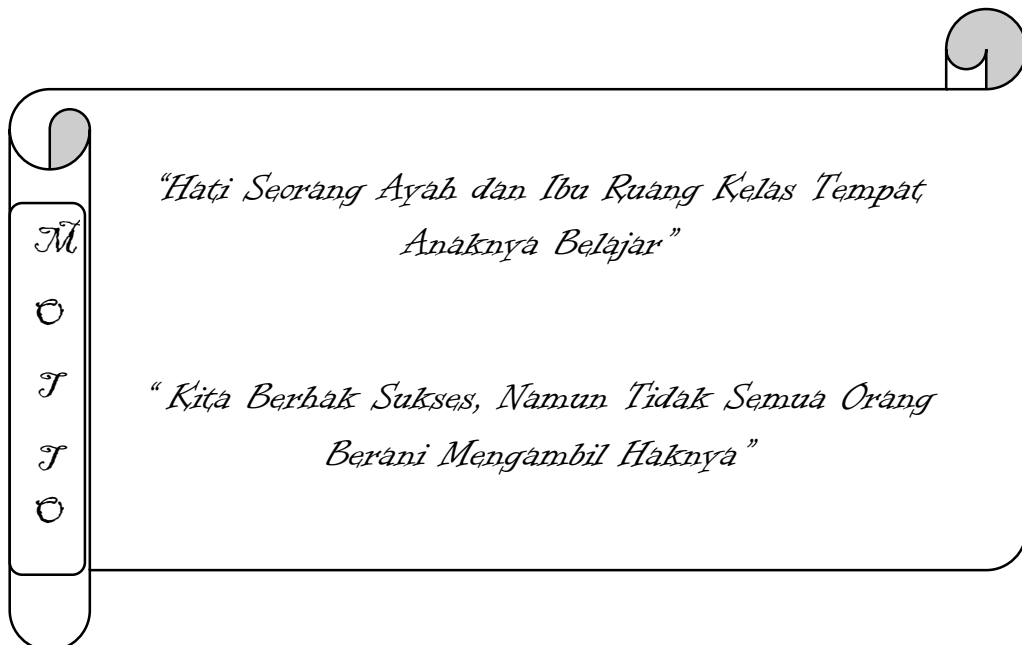 M
O
T
T
O
“Hati Seorang Ayah dan Ibu Ruang Kelas Tempat
Anaknya Belajar”
“ Kita Berhak Sukses, Namun Tidak Semua Orang
Berani Mengambil Haknya”